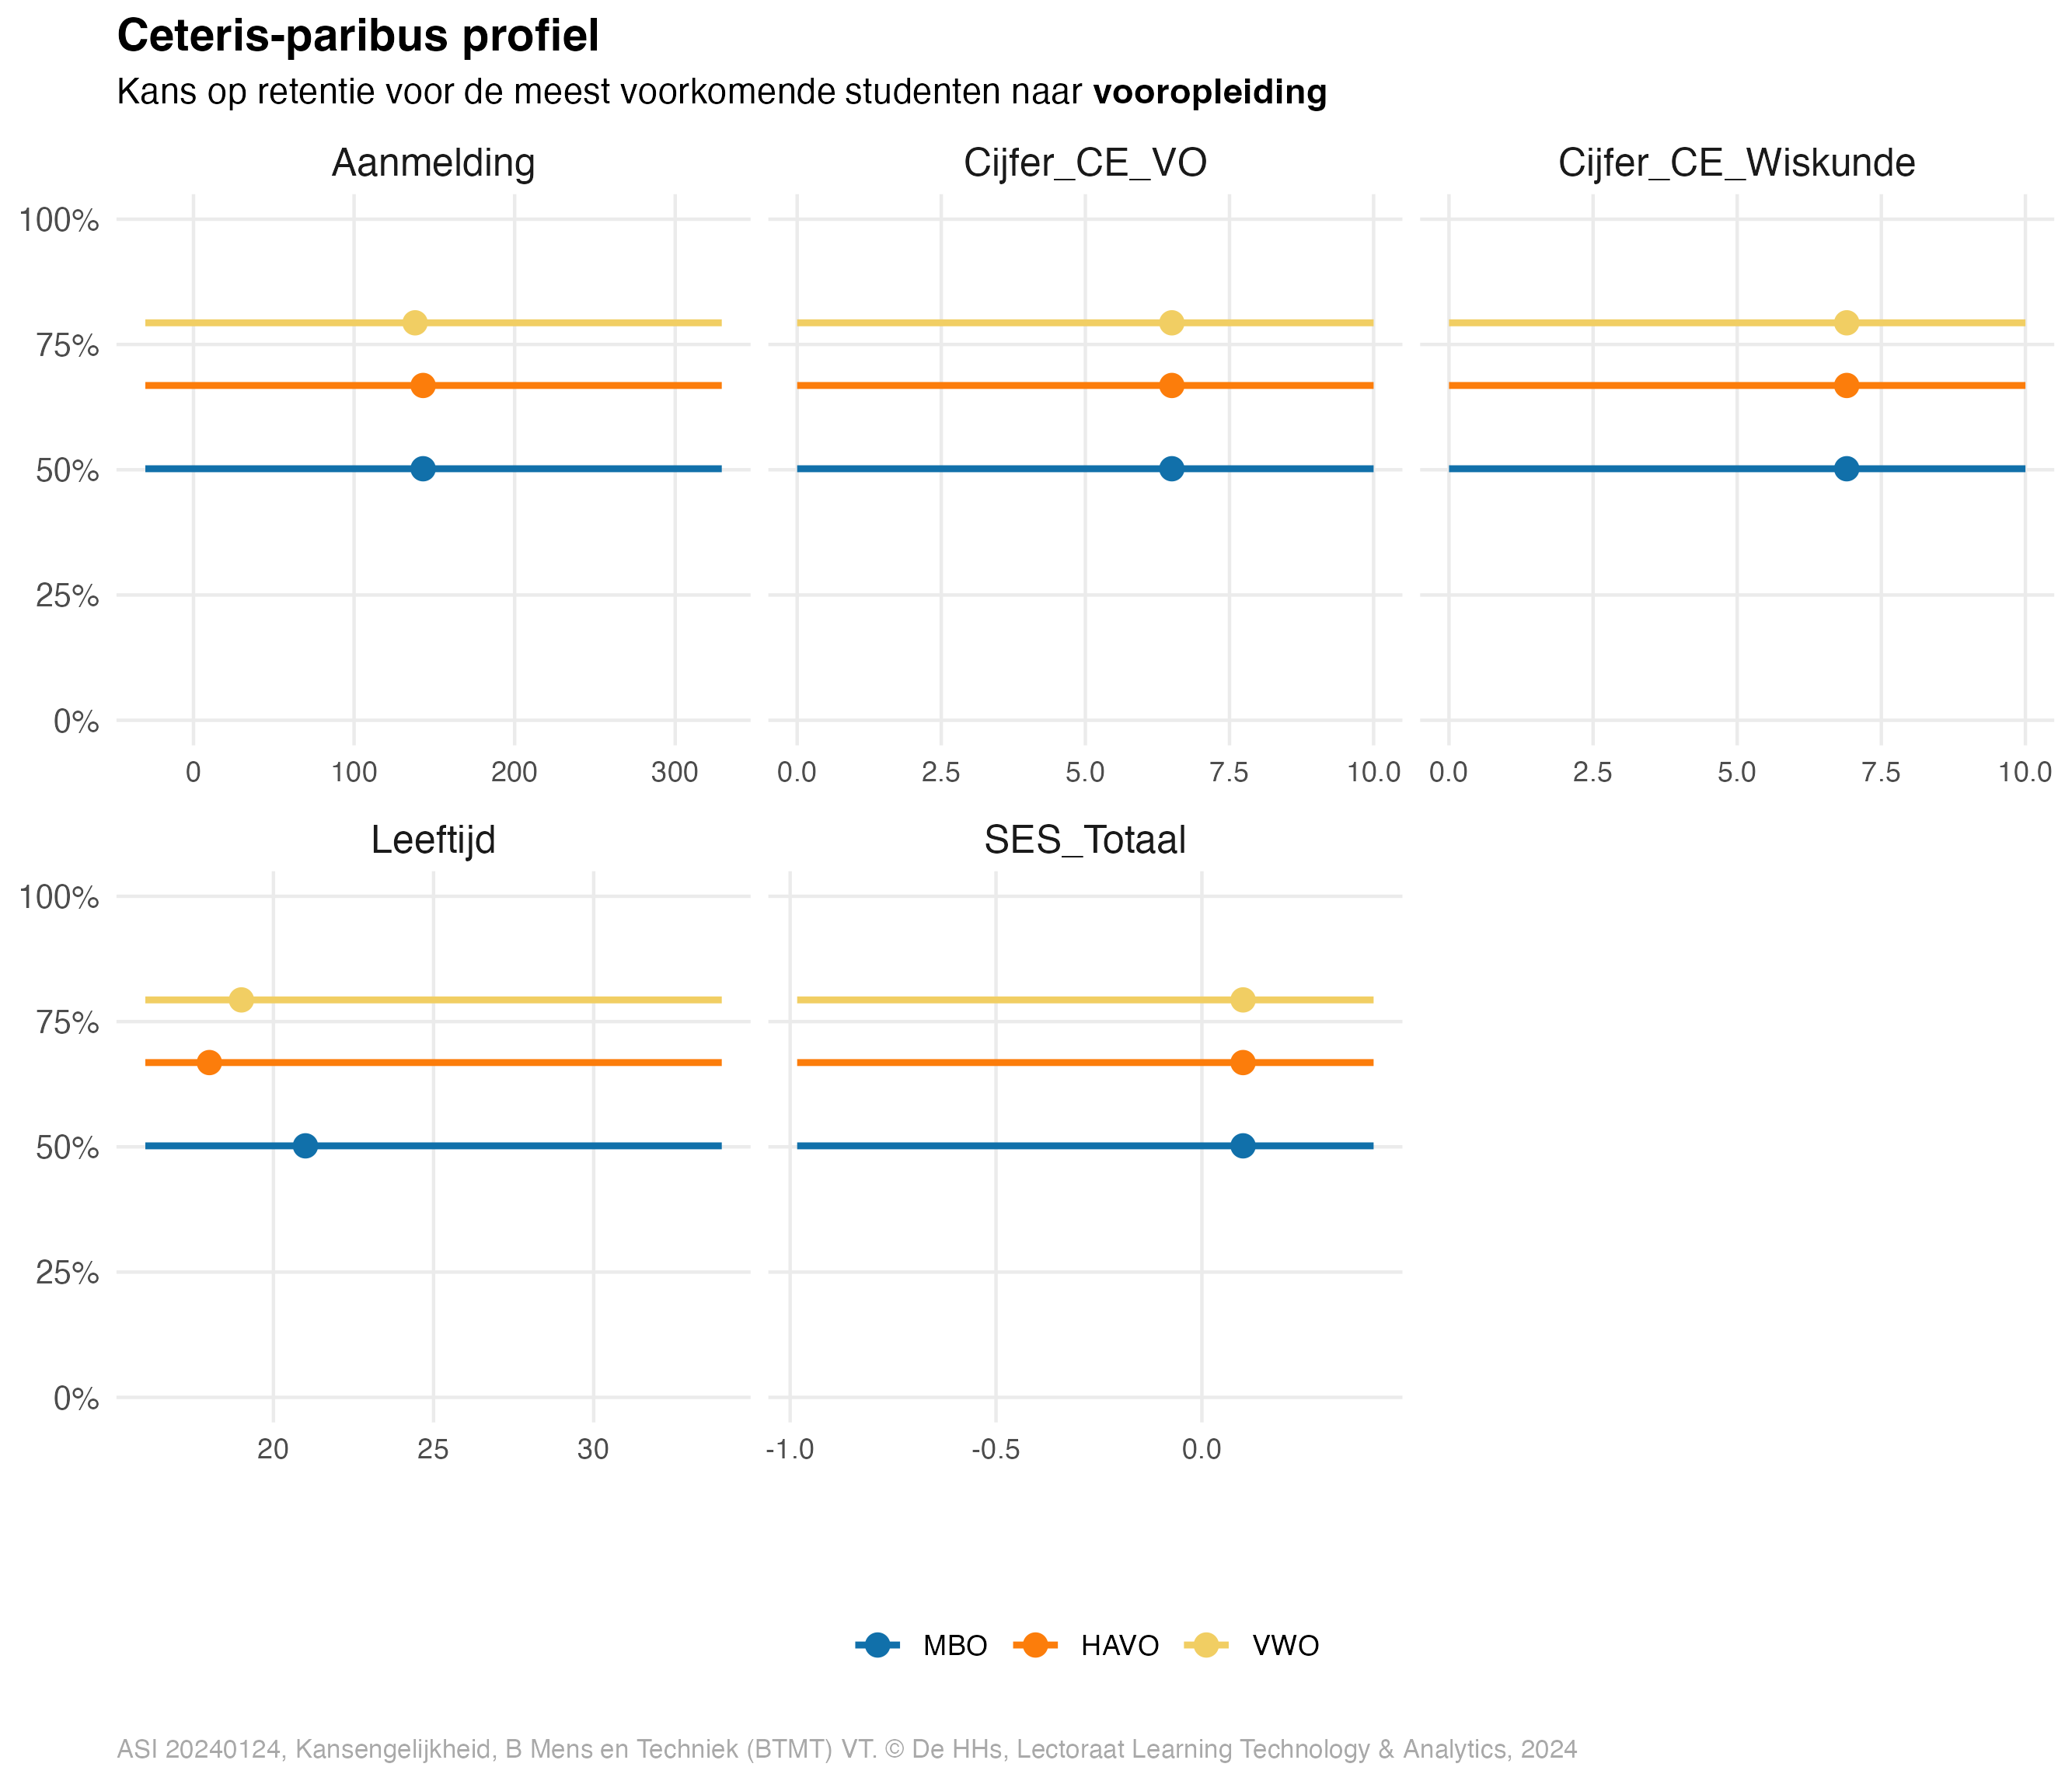 Ceteris-paribus profiel
Kans op retentie voor de meest voorkomende studenten naar vooropleiding
Aanmelding Cijfer_CE_VO Cijfer_CE_Wiskunde
100%
75%
50%
25%
0%
0 100 200 300 0.0 2.5 5.0 7.5 10.0 0.0 2.5 5.0 7.5 10.0
Leeftijd SES_Totaal
100%
75%
50%
25%
0%
20 25 30 -1.0 -0.5 0.0
MBO HAVO VWO
ASI 20240124, Kansengelijkheid, B Mens en Techniek (BTMT) VT. © De HHs, Lectoraat Learning Technology & Analytics, 2024